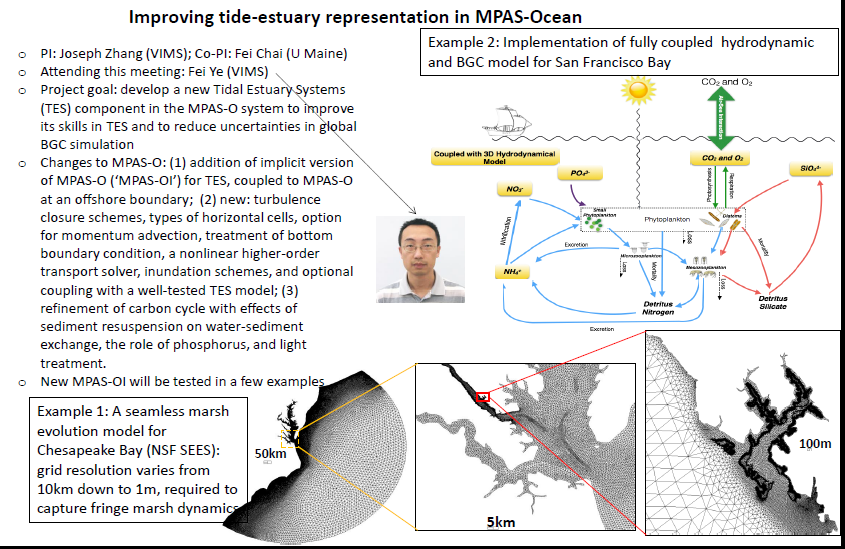 Improving tide-estuary representation in MPAS-Ocean
o PI: Joseph Zhang (VIMS); Co-PI: Fei Chai (U Maine)
o Attending this meeting: Fei Ye (VIMS)
o Project goal: develop a new Tidal Estuary Systems
(TES) component in the MPAS-O system to improve
its skills in TES and to reduce uncertainties in global
BGC simulation
o Changes to MPAS-O: (1) addition of implicit version
of MPAS-O ('MPAS-OI') for TES, coupled to MPAS-O
at an offshore boundary; (2) new: turbulence
closure schemes, types of horizontal cells, option
for momentum advection, treatment of bottom
boundary condition, a nonlinear higher-order
transport solver, inundation schemes, and optional
coupling with a well-tested TES model; (3)
refinement of carbon cycle with effects of
sediment resuspension on water-sediment
exchange, the role of phosphorus, and light
treatment.
o New MPAS-OI will be tested in a few examples
Example 2: Implementation of fully coupled hydrodynamic
and BGC model for San Francisco Bay
CO₂ and O₂
Air-Sea Interaction
Coupled with 3D Hydrodynamical
Model
CO₂ and O₂
SiO₄⁴⁻
PO₄³⁻
NO₃⁻
Photosynthesis
Respiration
Small
Phytoplankton
Phytoplankton
Diatoms
Nitrification
Excretion
Loss
Mortality
Microzooplankton
Mesozooplankton
Loss
Mortality
Loss
NH₄⁺
Detritus
Nitrogen
Detritus
Silicate
Excretion
Example 1: A seamless marsh
evolution model for
Chesapeake Bay (NSF SEES):
grid resolution varies from
10km down to 1m, required to
capture fringe marsh dynamics
50km
5km
100m